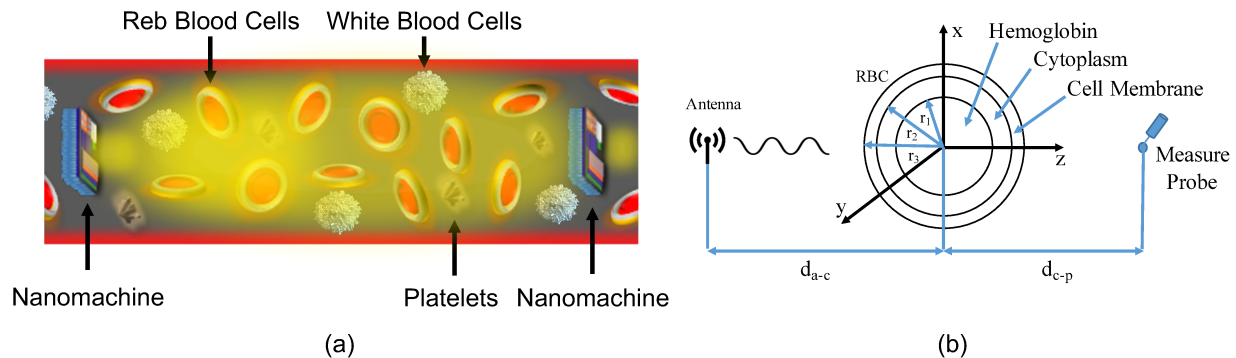 Reb Blood Cells
White Blood Cells
Nanomachine
Platelets
Nanomachine
(a)
x
Hemoglobin
Cytoplasm
Cell Membrane
RBC
Antenna
r1
r2
r3
z
y
Measure
Probe
da-c
dc-p
(b)